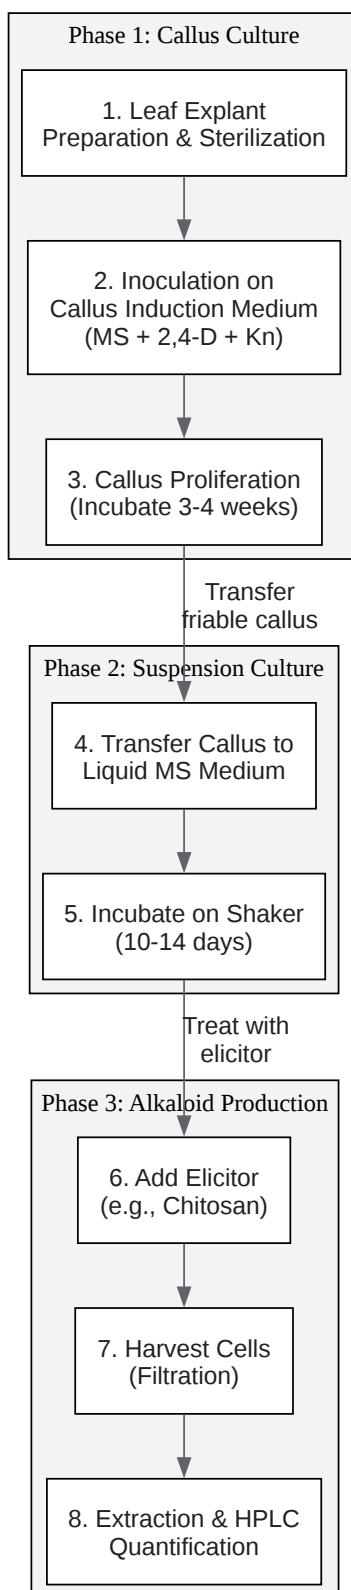 Phase 1: Callus Culture
1. Leaf Explant
Preparation & Sterilization
2. Inoculation on
Callus Induction Medium
(MS + 2,4-D + Kn)
3. Callus Proliferation
(Incubate 3-4 weeks)
Transfer
friable callus
Phase 2: Suspension Culture
4. Transfer Callus to
Liquid MS Medium
5. Incubate on Shaker
(10-14 days)
Treat with
elicitor
Phase 3: Alkaloid Production
6. Add Elicitor
(e.g., Chitosan)
7. Harvest Cells
(Filtration)
8. Extraction & HPLC
Quantification